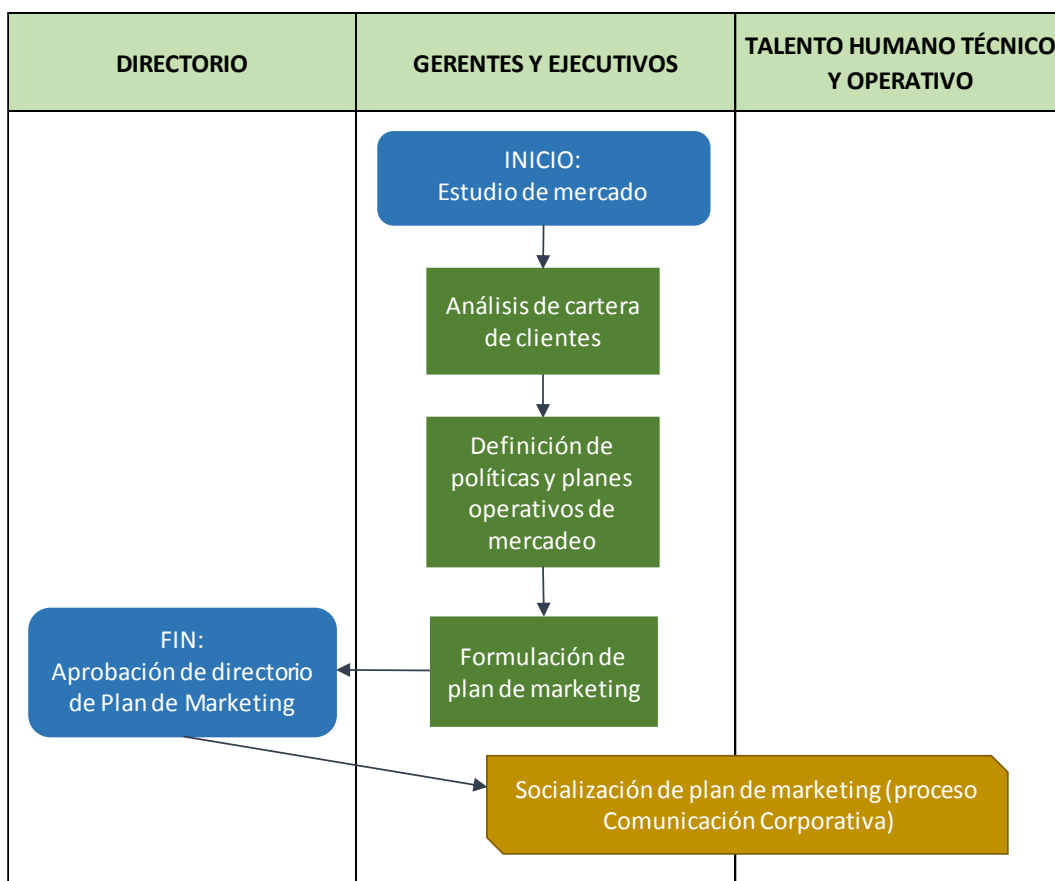 DIRECTORIO
GERENTES Y EJECUTIVOS
TALENTO HUMANO TÉCNICO
Y OPERATIVO
INICIO:
Estudio de mercado
Análisis de cartera
de clientes
Definición de
políticas y planes
operativos de
mercadeo
Formulación de
plan de marketing
FIN:
Aprobación de directorio
de Plan de Marketing
Socialización de plan de marketing (proceso
Comunicación Corporativa)